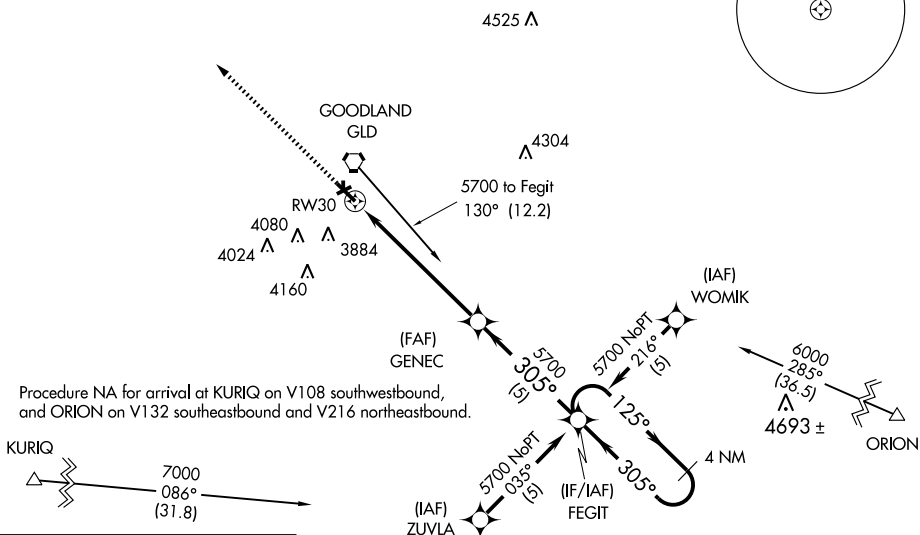 4525
GOODLAND
GLD
4304
5700 to Fegit
130° (12.2)
RW30
4080
3884
4024
4160
(IAF)
WOMIK
(FAF)
GENEC
5700
305°
(5)
5700 NoPT
216°
(5)
6000
285°
(36.5)
4693 ±
ORION
Procedure NA for arrival at KURIQ on V108 southwestbound,
and ORION on V132 southeastbound and V216 northeastbound.
125°
4 NM
305°
KURIQ
7000
086°
(31.8)
5700 NoPT
035°
(5)
(IF/IAF)
FEGIT
(IAF)
ZUVLA